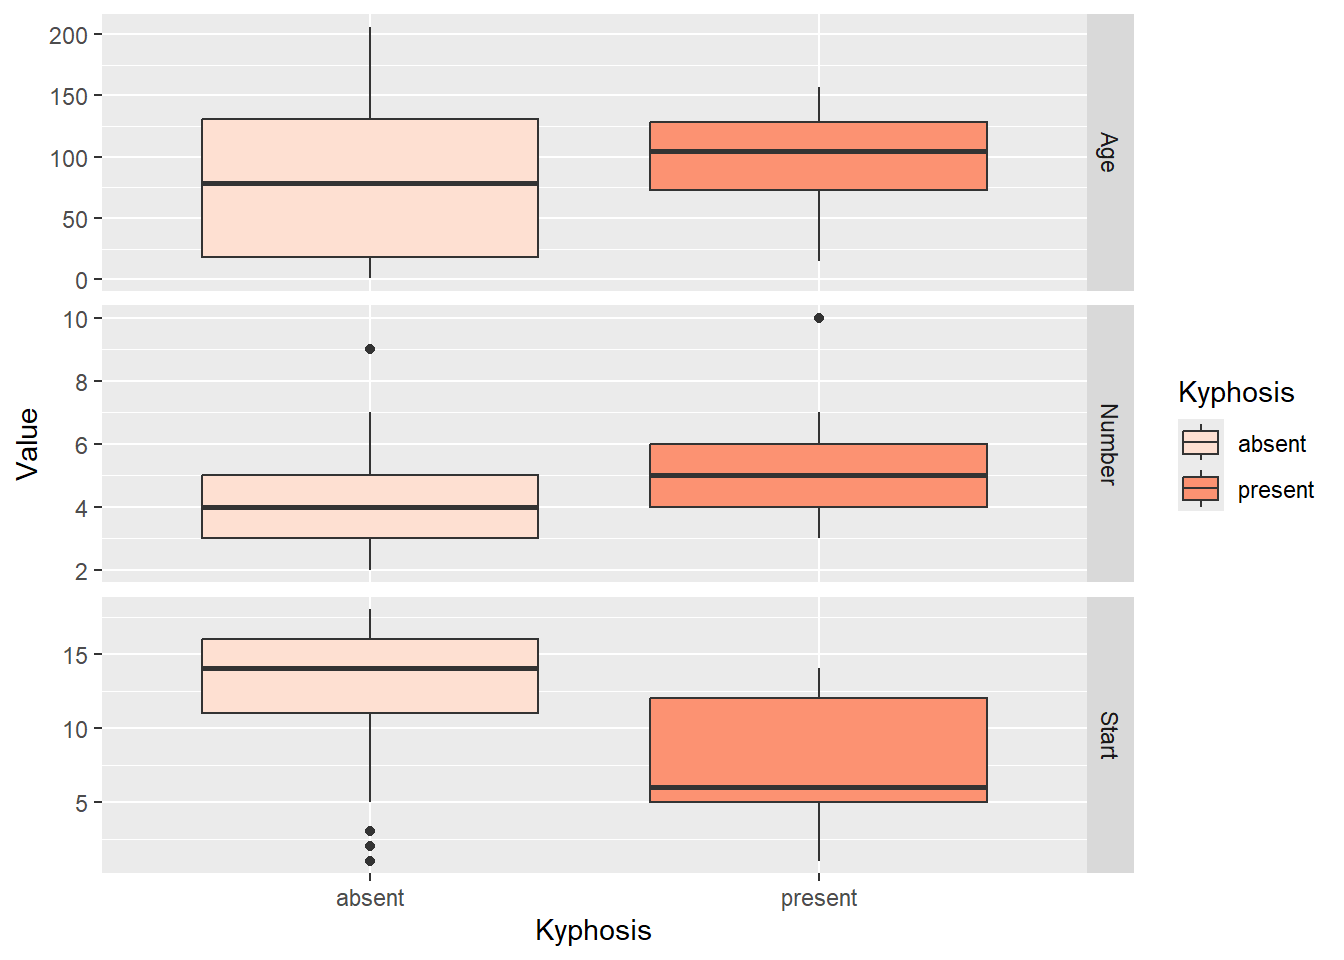 200
150
100
50
0
Age
10
8
6
4
2
Number
15
10
5
Start
absent
present
Kyphosis
Value
Kyphosis
absent
present